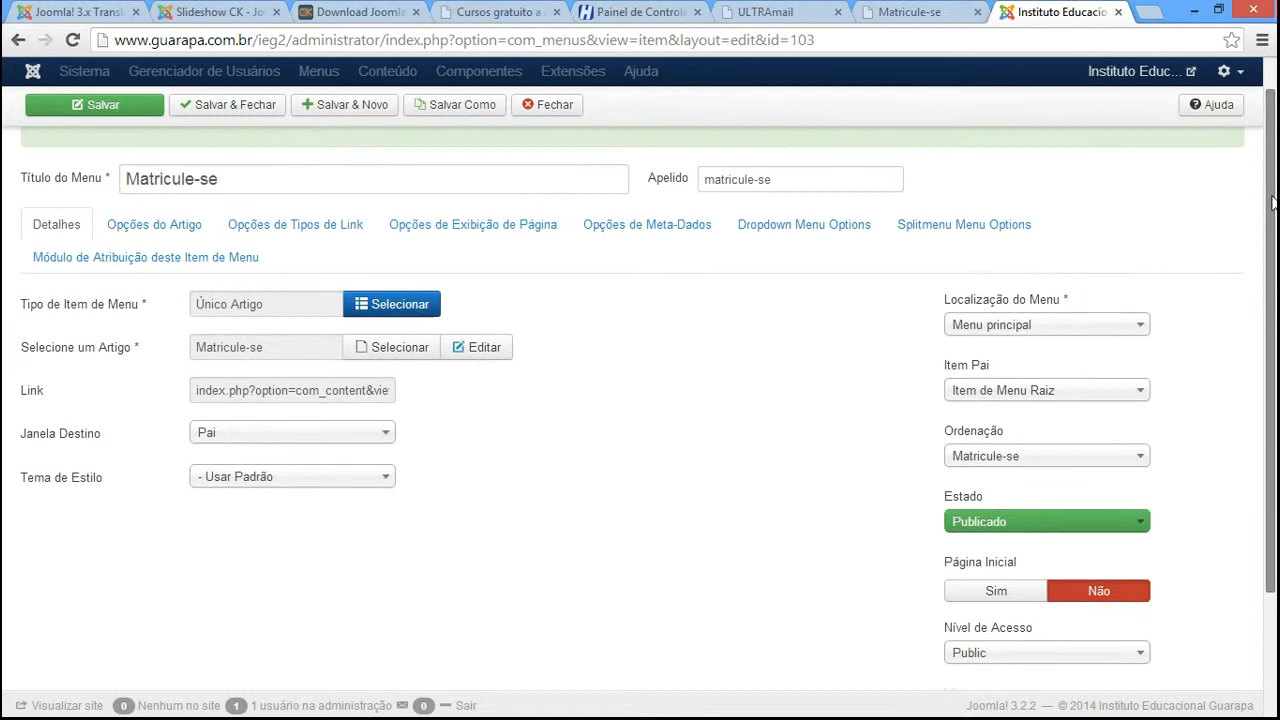 Joomla! 3.x Transl
Slideshow CK - Jo
Download Joomla
Cursos gratuito a
Painel de Control
ULTRAmail
Matricule-se
Instituto Educacio
www.guarapa.com.br/ieg2/administrator/index.php?option=com_menus&view=item&layout=edit&id=103
Sistema Gerenciador de Usuários Menus Conteúdo Componentes Extensões Ajuda Instituto Educ...
Salvar Salvar & Fechar Salvar & Novo Salvar Como Fechar Ajuda
Título do Menu * Matricule-se Apelido matricule-se
Detalhes Opções do Artigo Opções de Tipos de Link Opções de Exibição de Página Opções de Meta-Dados Dropdown Menu Options Splitmenu Menu Options
Módulo de Atribuição deste Item de Menu
Tipo de Item de Menu * Único Artigo Selecionar
Selecione um Artigo * Matricule-se Selecionar Editar
Link index.php?option=com_content&vie
Janela Destino Pai
Tema de Estilo - Usar Padrão
Localização do Menu *
Menu principal
Item Pai
Item de Menu Raiz
Ordenação
Matricule-se
Estado
Publicado
Página Inicial
Sim Não
Nível de Acesso
Public
Visualizar site 0 Nenhum no site 1 1 usuário na administração 0 Sair Joomla! 3.2.2 — © 2014 Instituto Educacional Guarapa